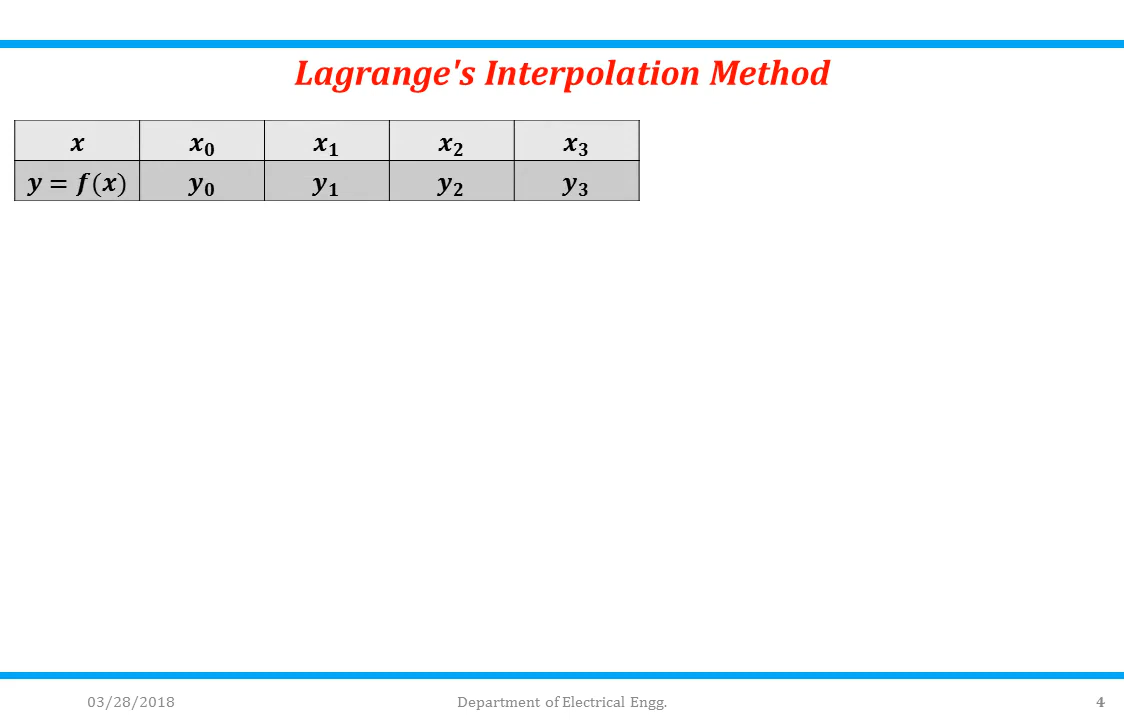 Lagrange's Interpolation Method
x x₀ x₁ x₂ x₃
y = f(x) y₀ y₁ y₂ y₃
03/28/2018 Department of Electrical Engg. 4